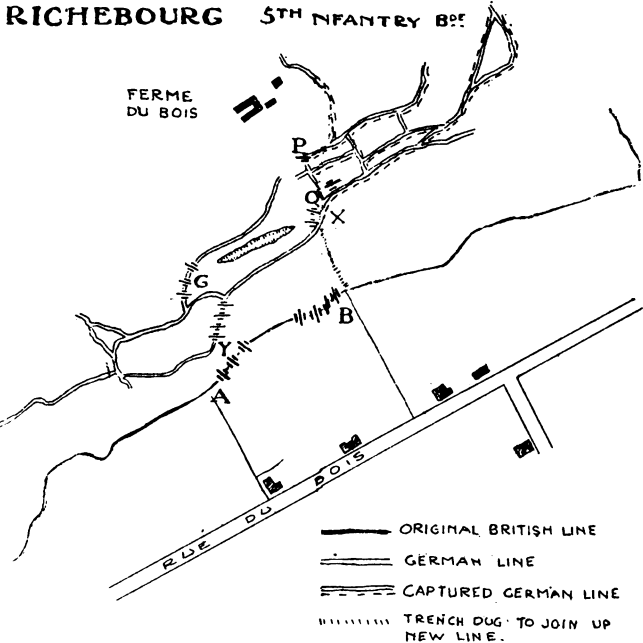 RICHEBOURG 5TH NFANTRY BDE
FERME
DU BOIS
P
Q
X
G
Y
B
A
RUE DU BOIS
ORIGINAL BRITISH LINE
GERMAN LINE
CAPTURED GERMAN LINE
TRENCH DUG TO JOIN UP
NEW LINE.